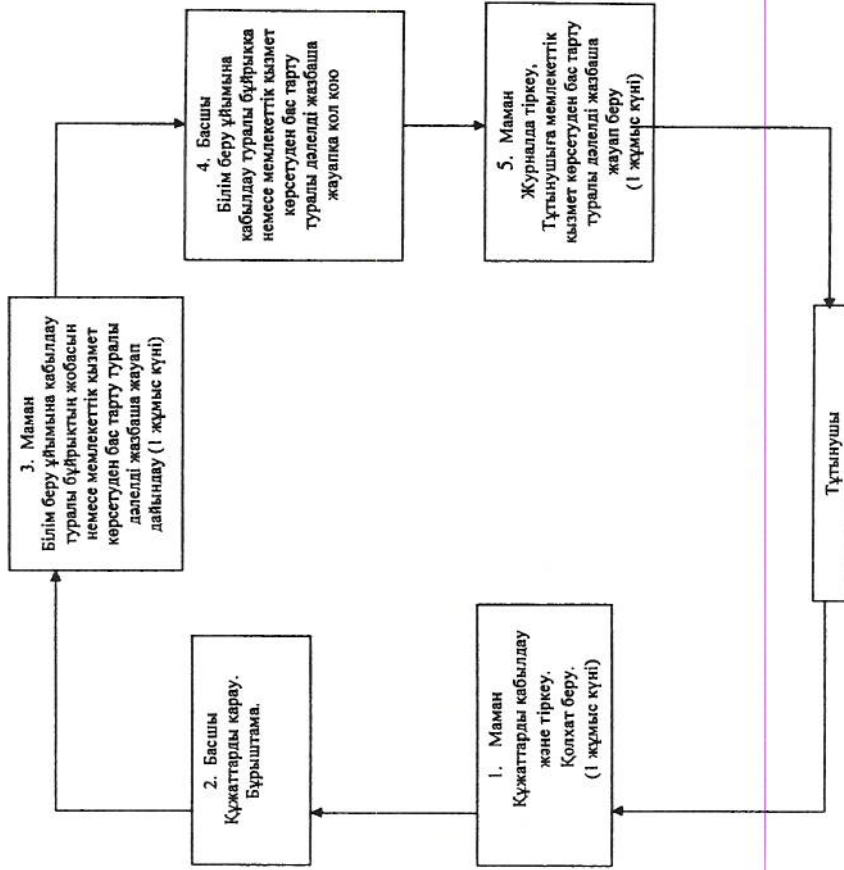 Тұтынушы
1. Маман
Құжаттарды қабылдау
және тіркеу.
Қолхат беру.
(1 жұмыс күні)
2. Басшы
Құжаттарды қарау.
Бұрыштама.
3. Маман
Білім беру ұйымына қабылдау
туралы бұйрықтың жобасын
немесе мемлекеттік қызмет
көрсетуден бас тарту туралы
дәлелді жазбаша жауап
дайындау (1 жұмыс күні)
4. Басшы
Білім беру ұйымына
қабылдау туралы бұйрыққа
немесе мемлекеттік қызмет
көрсетуден бас тарту
туралы дәлелді жазбаша
жауапқа қол қою
5. Маман
Журналда тіркеу,
Тұтынушыға мемлекеттік
қызмет көрсетуден бас тарту
туралы дәлелді жазбаша
жауап беру
(1 жұмыс күні)